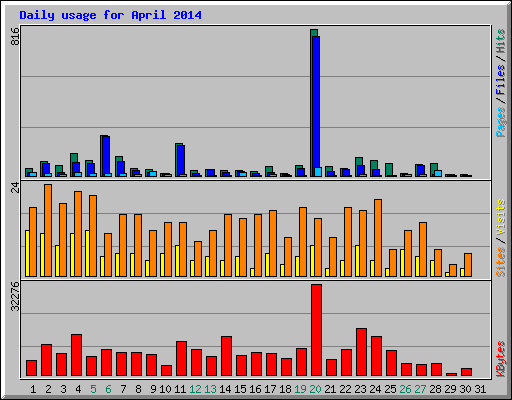 Daily usage for April 2014
816
Pages / Files / Hits
24
Sites / Visits
32276
KBytes
1 2 3 4 5 6 7 8 9 10 11 12 13 14 15 16 17 18 19 20 21 22 23 24 25 26 27 28 29 30 31